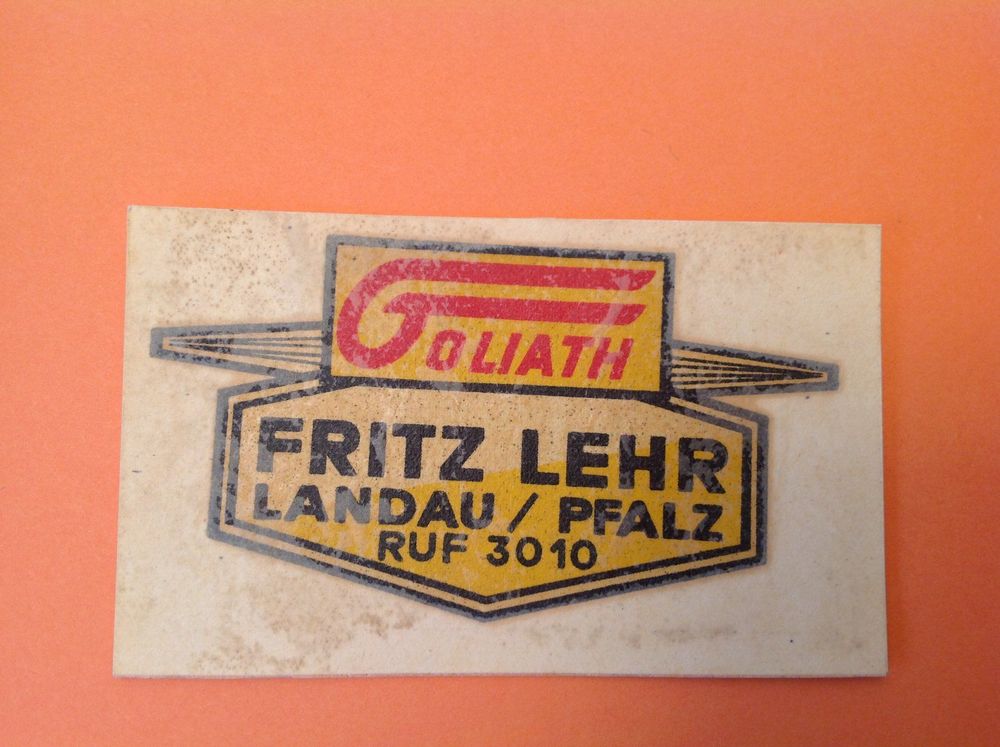 GOLIATH
FRITZ LEHR
LANDAU / PFALZ
RUF 3010